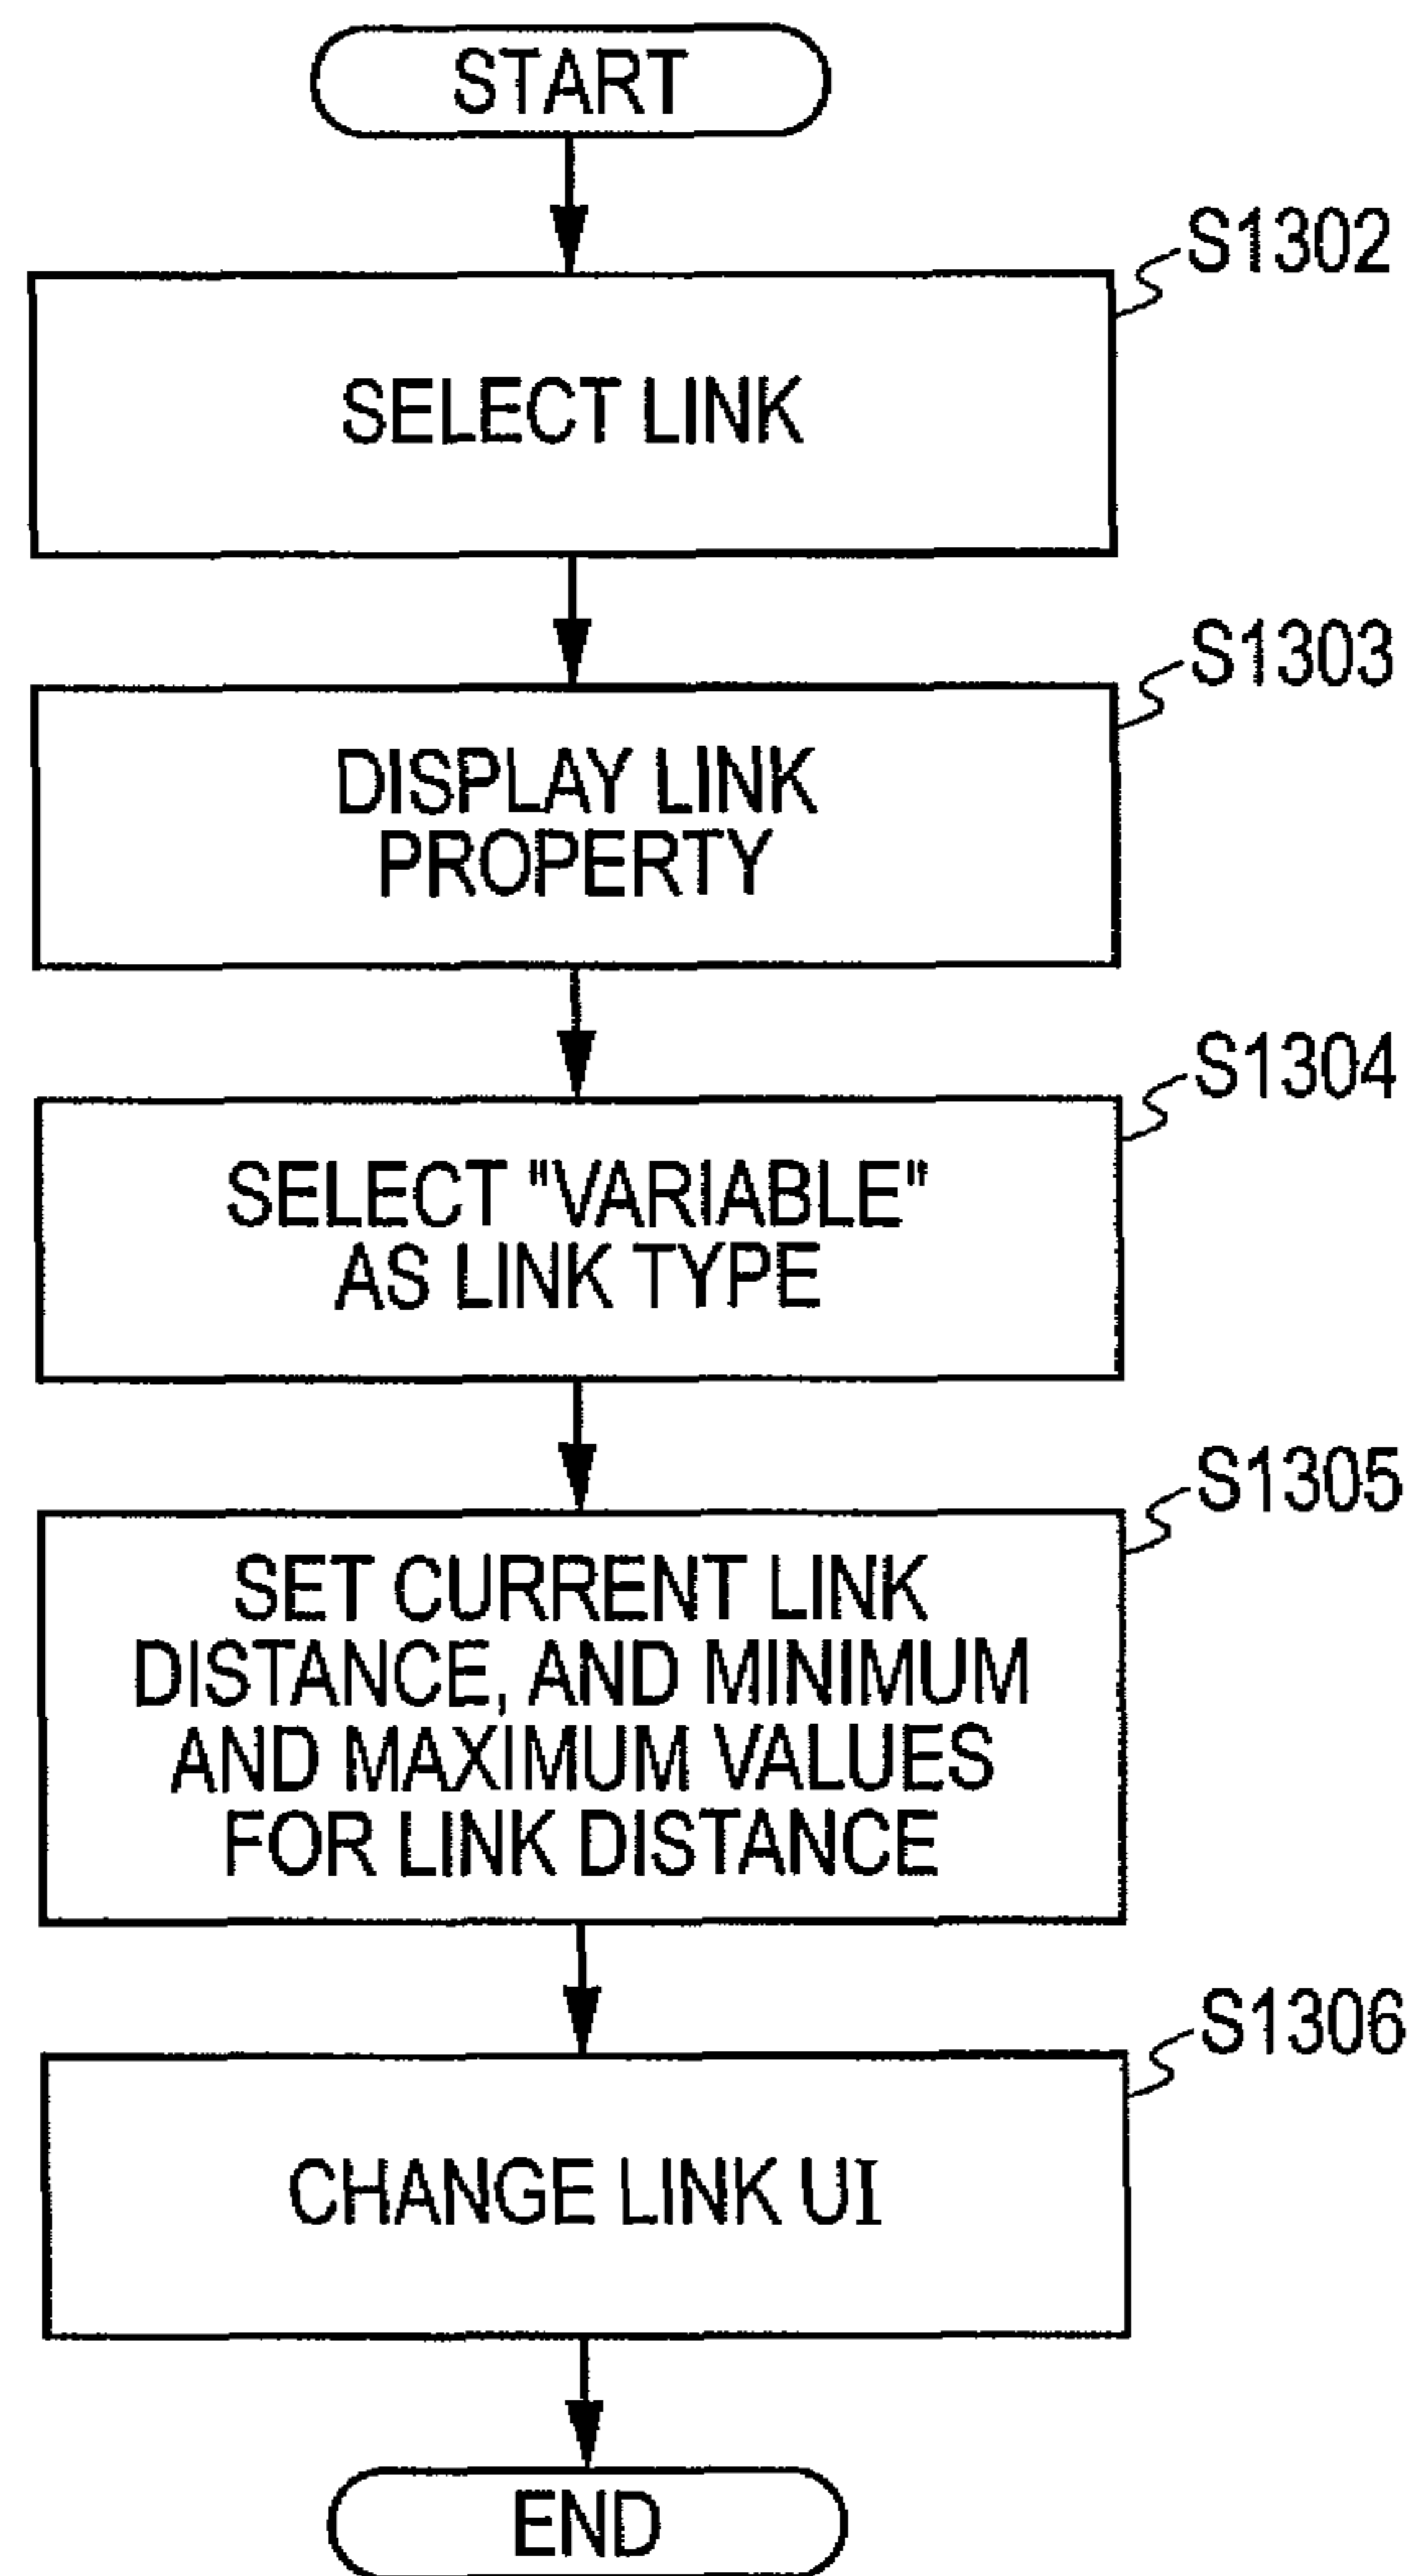 START
S1302
SELECT LINK
S1303
DISPLAY LINK
PROPERTY
S1304
SELECT "VARIABLE"
AS LINK TYPE
S1305
SET CURRENT LINK
DISTANCE, AND MINIMUM
AND MAXIMUM VALUES
FOR LINK DISTANCE
S1306
CHANGE LINK UI
END